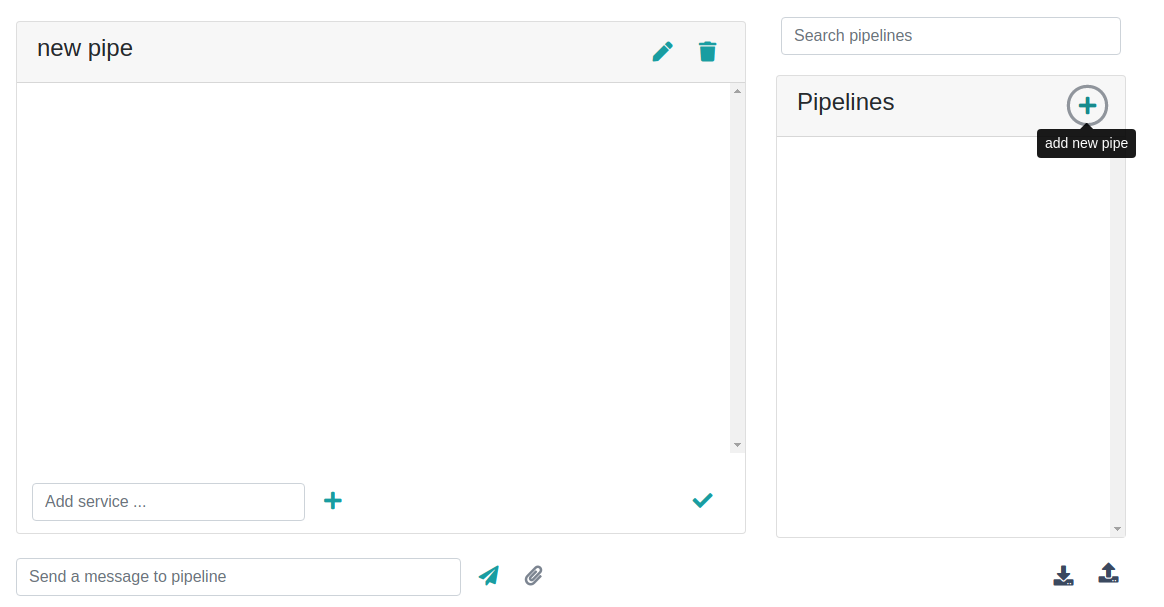 new pipe
Search pipelines
Pipelines
add new pipe
Add service ...
Send a message to pipeline